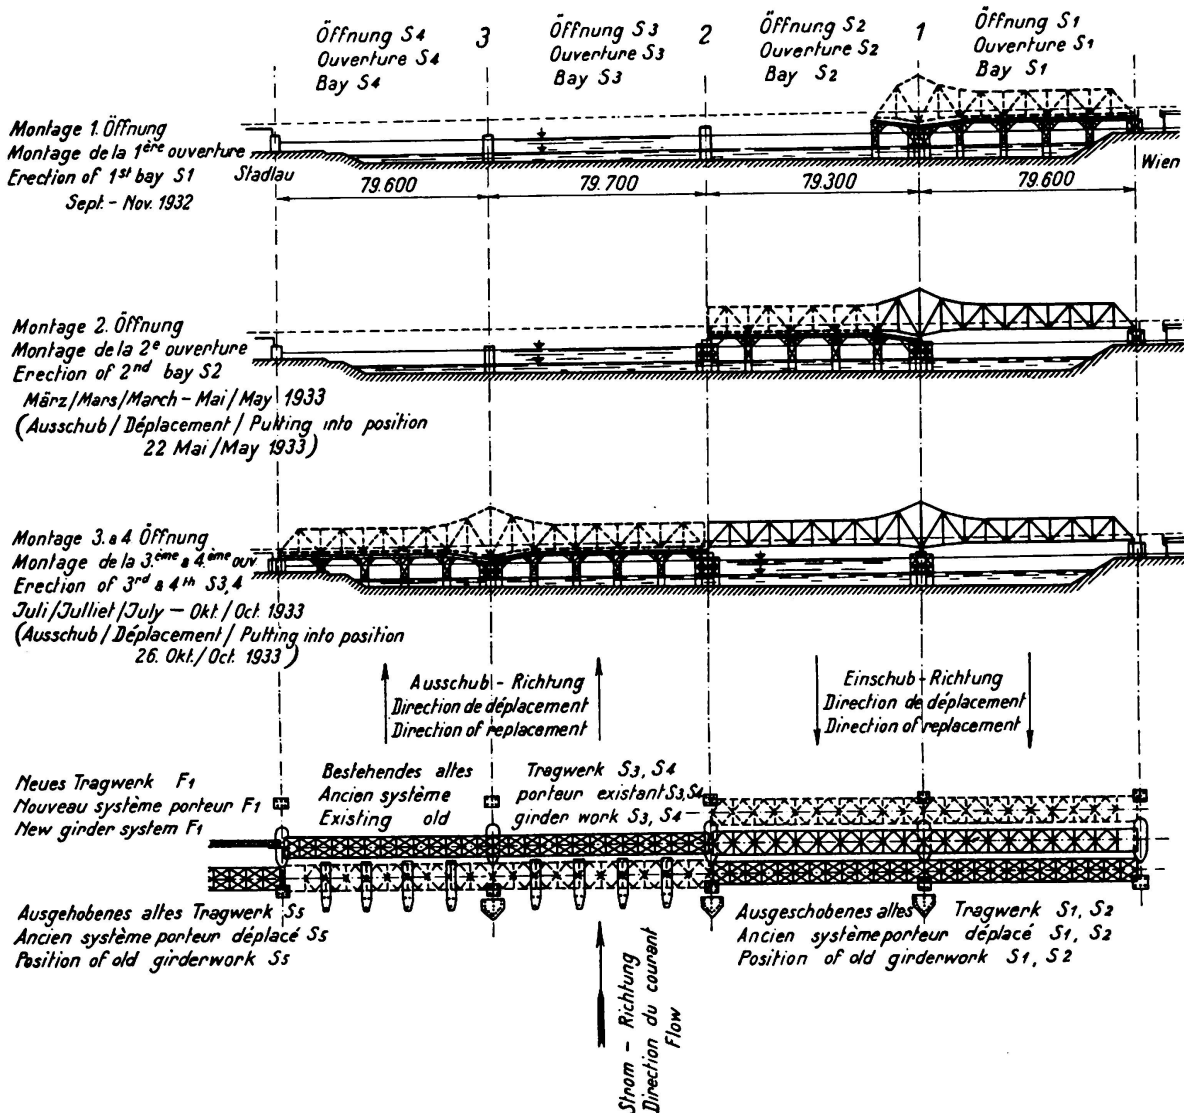 Öffnung S4
Ouverture S4
Bay S4
3
Öffnung S3
Ouverture S3
Bay S3
2
Öffnung S2
Ouverture S2
Bay S2
1
Öffnung S1
Ouverture S1
Bay S1
Montage 1. Öffnung
Montage de la 1ère ouverture
Erection of 1st bay S1
Sept. - Nov. 1932
Stadlau
Wien
79.600
79.700
79.300
79.600
Montage 2. Öffnung
Montage de la 2e ouverture
Erection of 2nd bay S2
März/Mars/March - Mai/May 1933
(Ausschub / Déplacement / Putting into position
22 Mai/May 1933)
Montage 3. a 4 Öffnung
Montage de la 3.ème a 4.ème ouv
Erection of 3rd a 4th S3,4
Juli/Julliet/July - Okt./Oct. 1933
(Ausschub / Déplacement / Putting into position
26. Okt./Oct. 1933)
Ausschub - Richtung
Direction de déplacement
Direction of replacement
Einschub - Richtung
Direction de déplacement
Direction of replacement
Neues Tragwerk F1
Nouveau système porteur F1
New girder system F1
Bestehendes altes Tragwerk S3, S4
Ancien système porteur existant S3, S4
Existing old girder work S3, S4
Ausgehobenes altes Tragwerk S5
Ancien système porteur déplacé S5
Position of old girderwork S5
Ausgeschobenes altes Tragwerk S1, S2
Ancien système porteur déplacé S1, S2
Position of old girderwork S1, S2
Strom - Richtung
Direction du courant
Flow